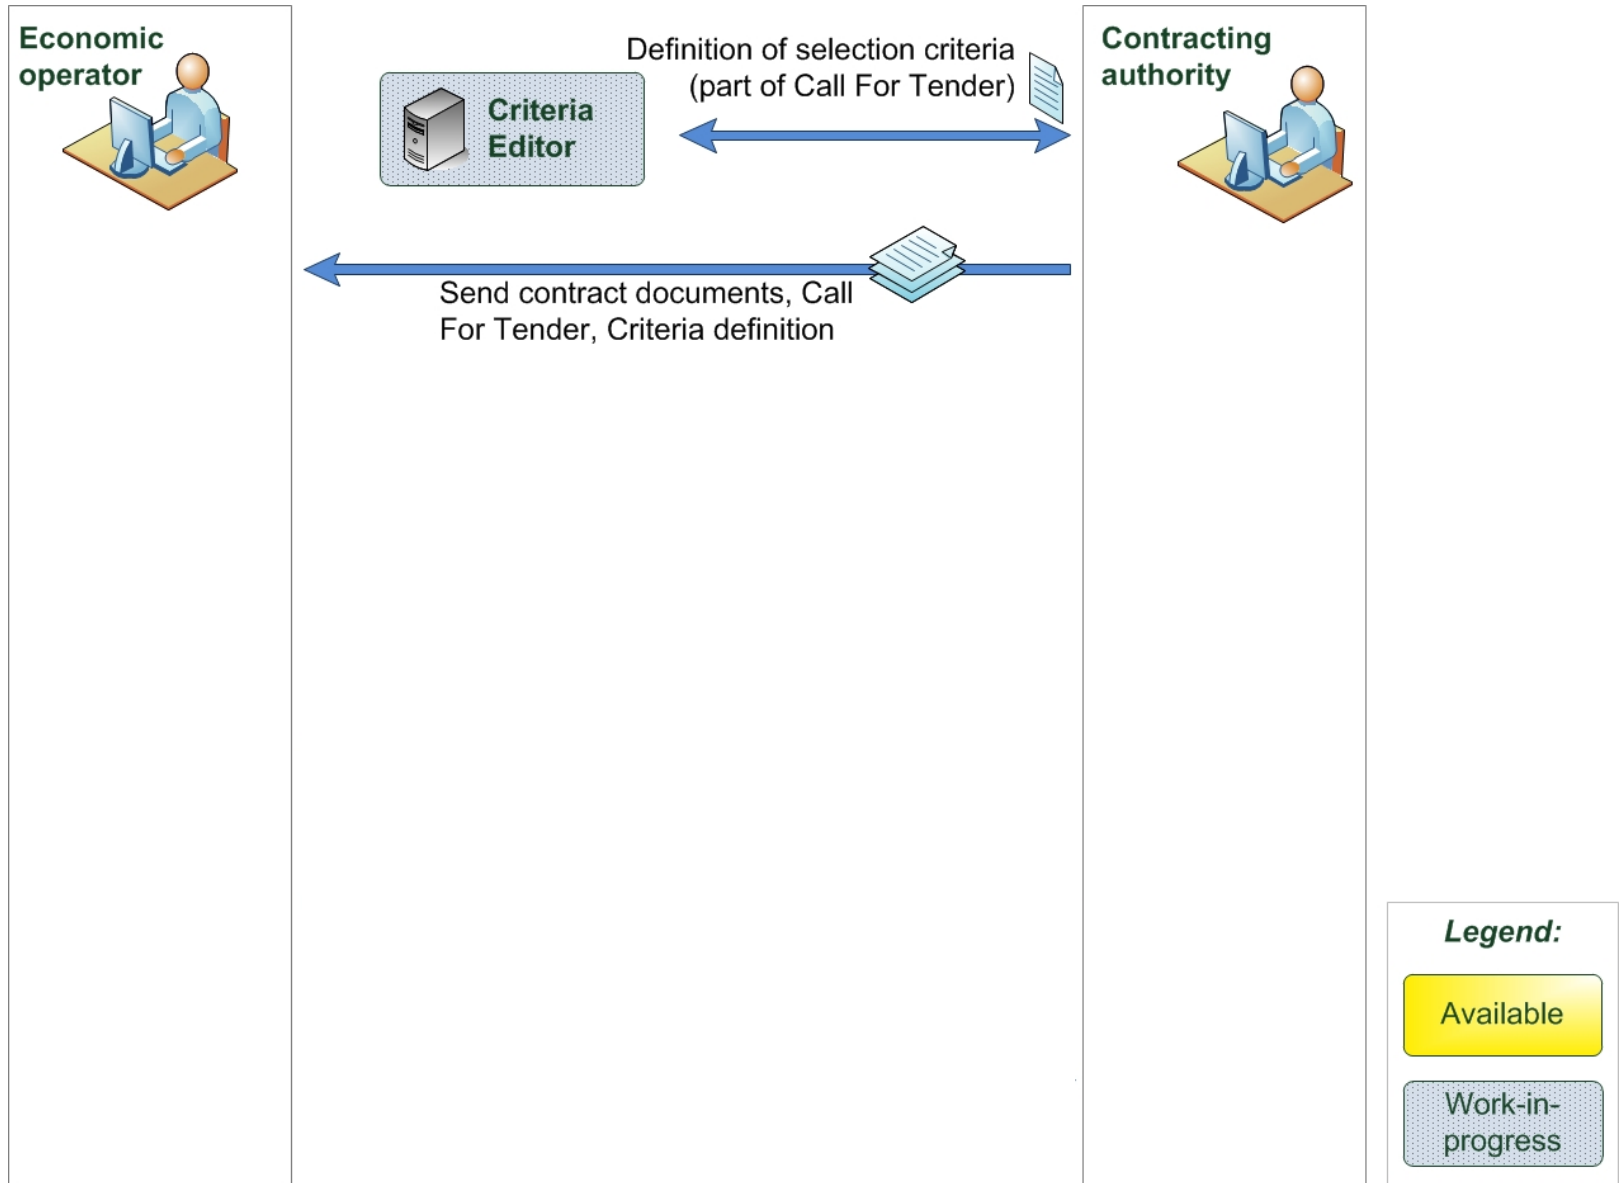 Economic
operator
Definition of selection criteria
(part of Call For Tender)
Contracting
authority
Criteria
Editor
Send contract documents, Call
For Tender, Criteria definition
Legend:
Available
Work-in-
progress